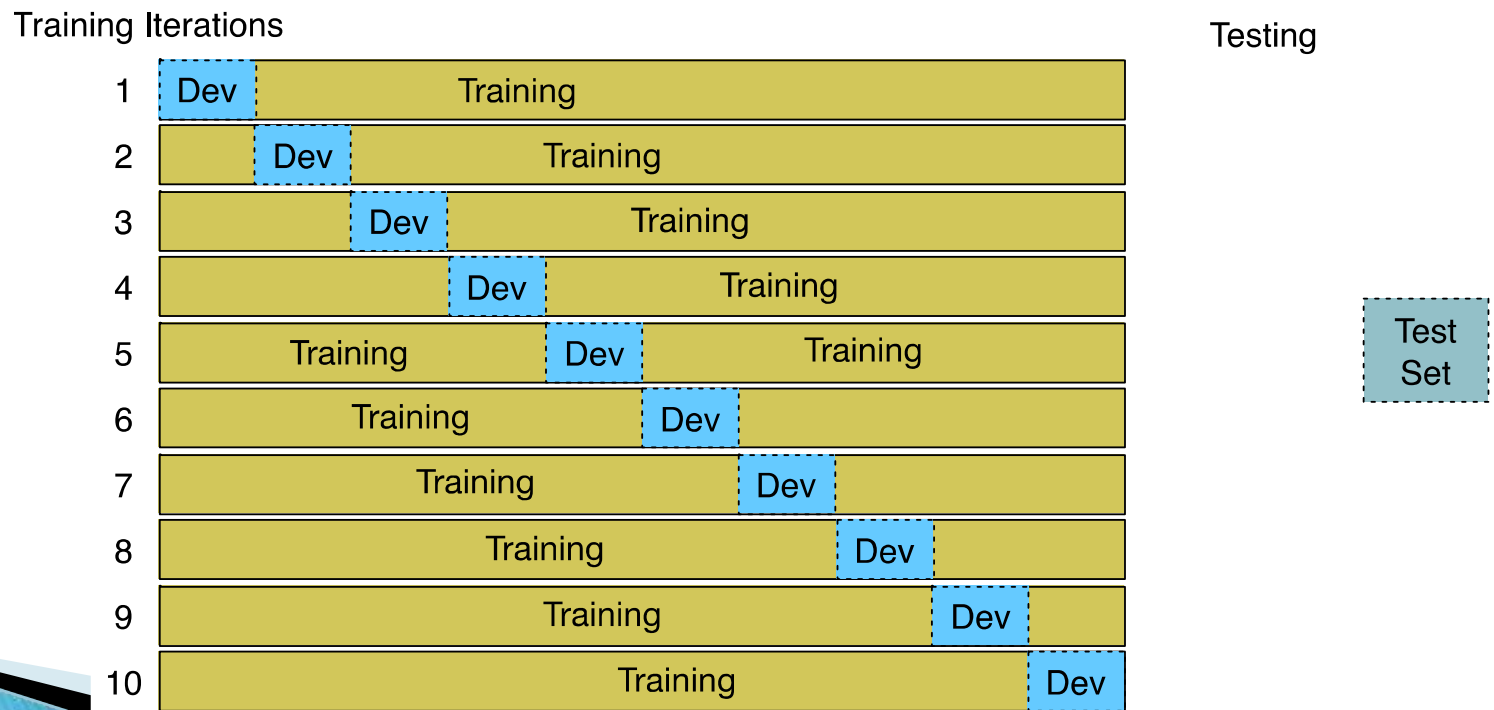 Training Iterations
Testing
1 Dev Training
2 Dev Training
3 Dev Training
4 Dev Training
5 Training Dev Training
6 Training Dev
7 Training Dev
8 Training Dev
9 Training Dev
10 Training Dev
Test
Set